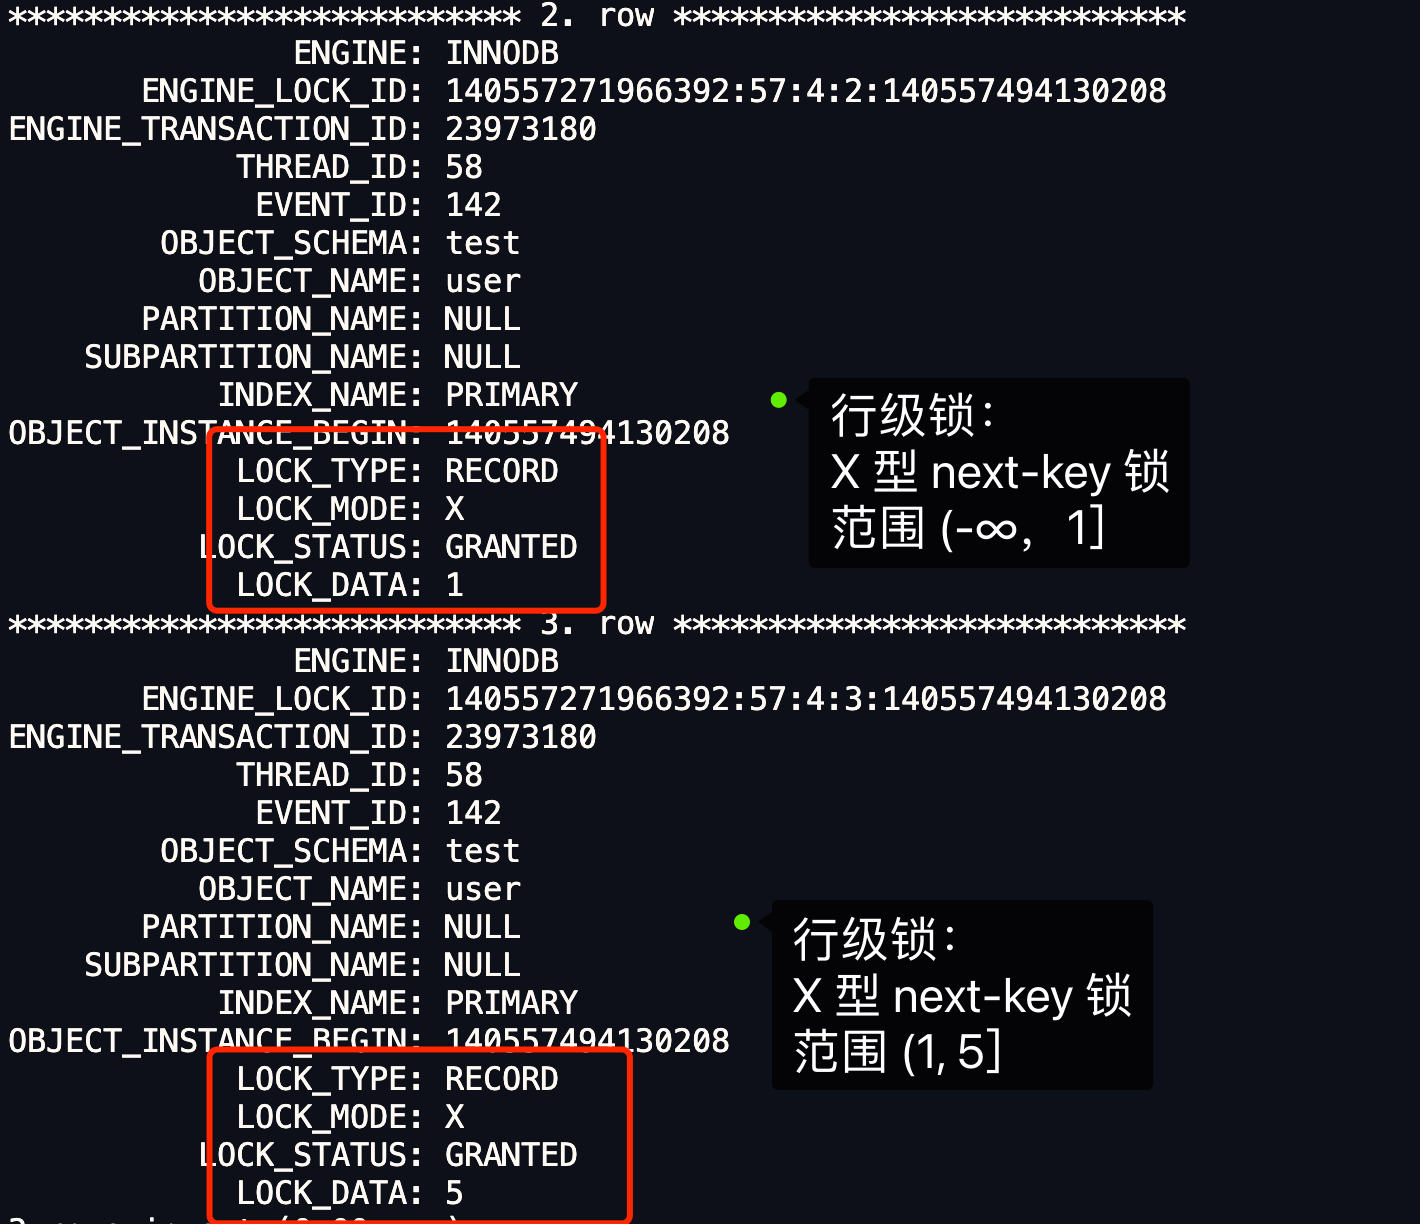 *************************** 2. row ***************************
ENGINE: INNODB
ENGINE_LOCK_ID: 140557271966392:57:4:2:140557494130208
ENGINE_TRANSACTION_ID: 23973180
THREAD_ID: 58
EVENT_ID: 142
OBJECT_SCHEMA: test
OBJECT_NAME: user
PARTITION_NAME: NULL
SUBPARTITION_NAME: NULL
INDEX_NAME: PRIMARY
OBJECT_INSTANCE_BEGIN: 140557494130208
LOCK_TYPE: RECORD
LOCK_MODE: X
LOCK_STATUS: GRANTED
LOCK_DATA: 1
行级锁：
X 型 next-key 锁
范围 (-∞，1]
*************************** 3. row ***************************
ENGINE: INNODB
ENGINE_LOCK_ID: 140557271966392:57:4:3:140557494130208
ENGINE_TRANSACTION_ID: 23973180
THREAD_ID: 58
EVENT_ID: 142
OBJECT_SCHEMA: test
OBJECT_NAME: user
PARTITION_NAME: NULL
SUBPARTITION_NAME: NULL
INDEX_NAME: PRIMARY
OBJECT_INSTANCE_BEGIN: 140557494130208
LOCK_TYPE: RECORD
LOCK_MODE: X
LOCK_STATUS: GRANTED
LOCK_DATA: 5
行级锁：
X 型 next-key 锁
范围 (1, 5]